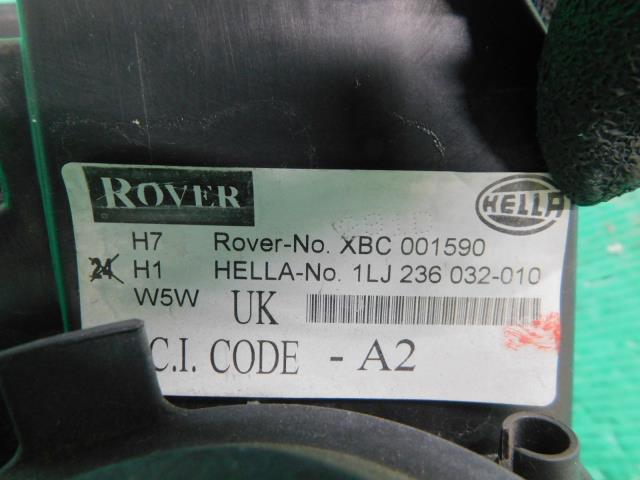 ROVER
HELLA
H7 Rover-No. XBC 001590
24 H1 HELLA-No. 1LJ 236 032-010
W5W UK
C.I. CODE - A2